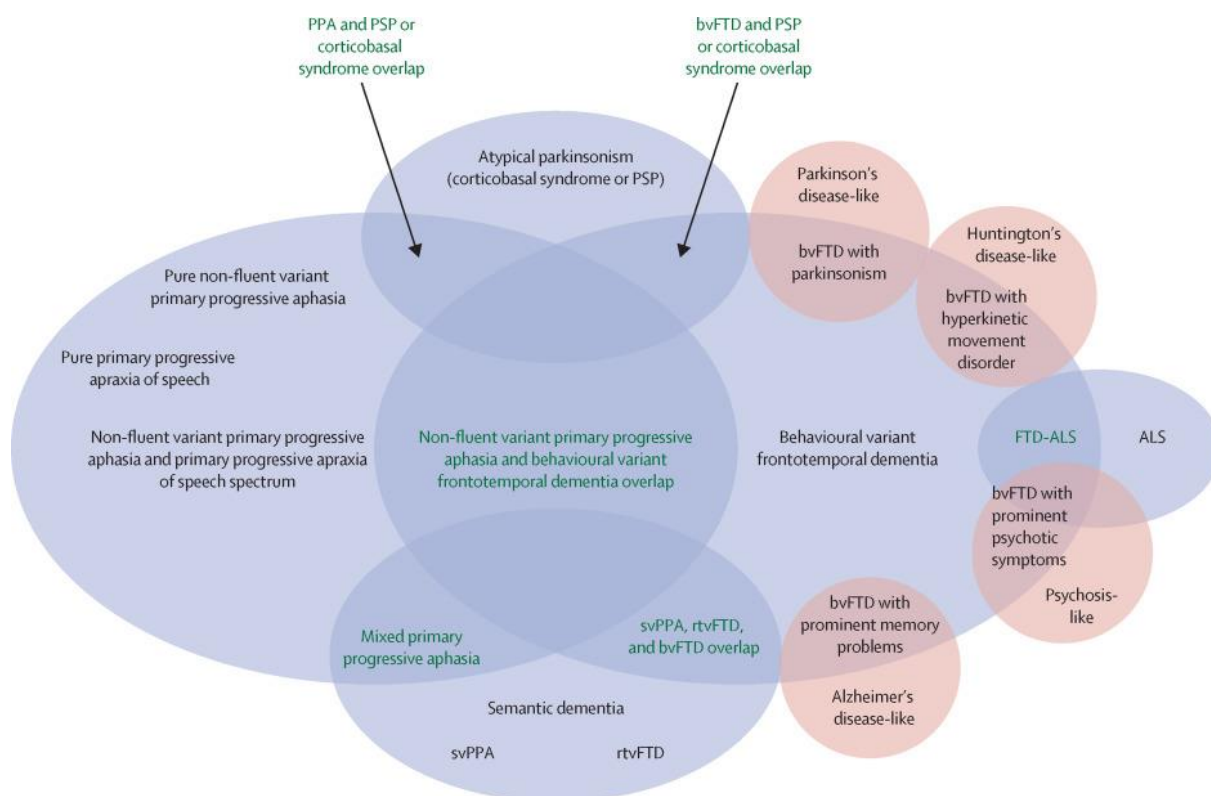 PPA and PSP or
corticobasal
syndrome overlap
bvFTD and PSP
or corticobasal
syndrome overlap
Atypical parkinsonism
(corticobasal syndrome or PSP)
Parkinson's
disease-like
bvFTD with
parkinsonism
Huntington's
disease-like
bvFTD with
hyperkinetic
movement
disorder
Pure non-fluent variant
primary progressive aphasia
Pure primary progressive
apraxia of speech
Non-fluent variant primary progressive
aphasia and primary progressive apraxia
of speech spectrum
Non-fluent variant primary progressive
aphasia and behavioural variant
frontotemporal dementia overlap
Behavioural variant
frontotemporal dementia
FTD-ALS
ALS
bvFTD with
prominent
psychotic
symptoms
Psychosis-
like
Mixed primary
progressive aphasia
svPPA, rtvFTD,
and bvFTD overlap
bvFTD with
prominent memory
problems
Alzheimer's
disease-like
Semantic dementia
svPPA
rtvFTD